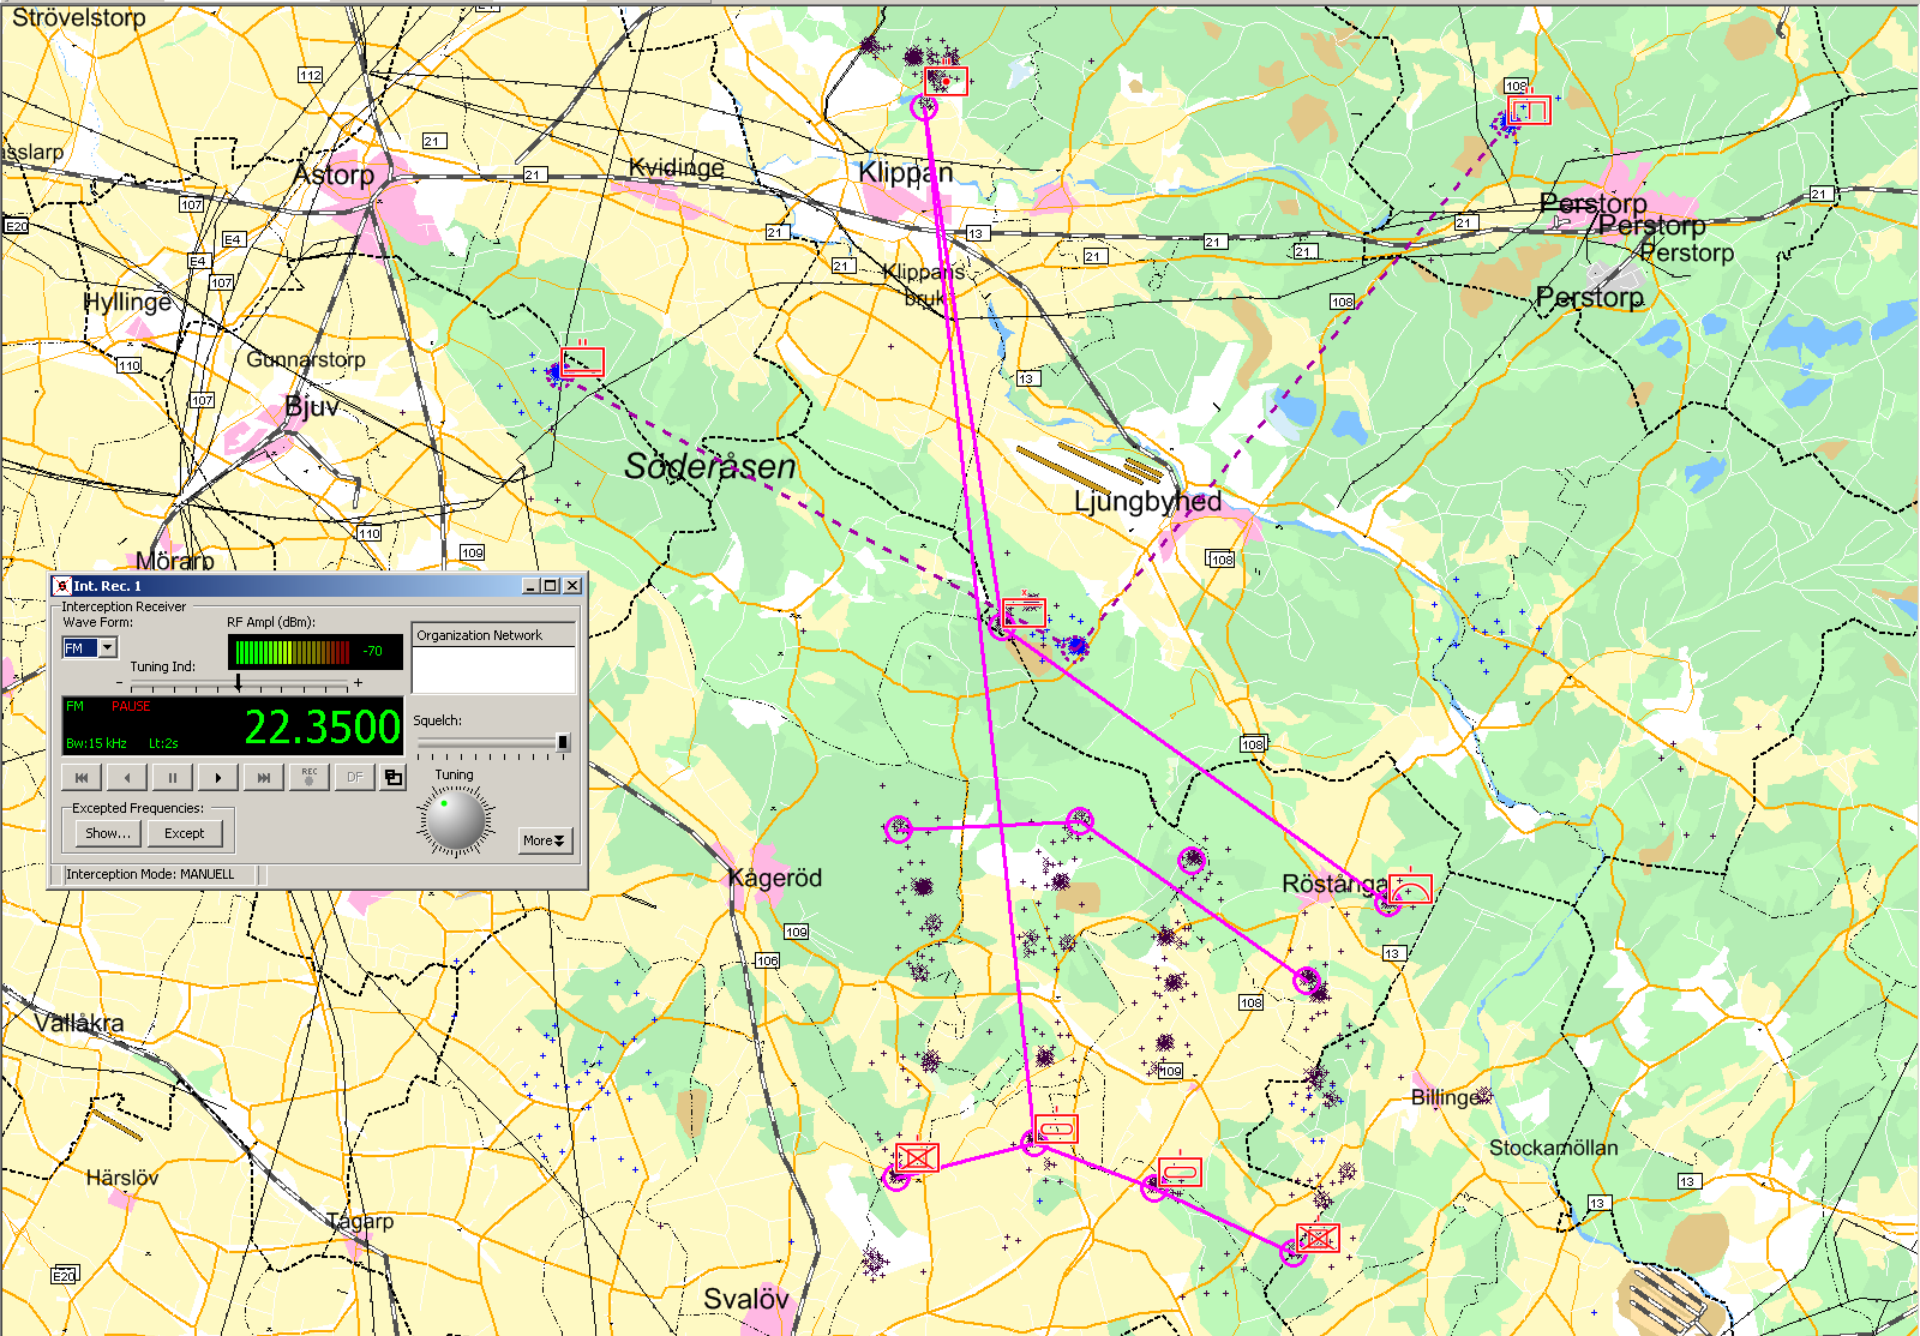 Strövelstorp
112
108
21
asslarp
Åstorp
21
Kvidinge
Klippan
107
21
Perstorp
E20
E4
21
13
21
21
Perstorp
E4
21
21
21
Perstorp
107
Klippans
bruk
Hyllinge
108
Perstorp
Gunnarstorp
110
13
107
Bjuv
Söderåsen
Ljungbyhed
110
109
108
Mörarp
Int. Rec. 1
Interception Receiver
Wave Form:
RF Ampl (dBm):
FM
-70
Organization Network
Tuning Ind:
-
+
FM
PAUSE
22.3500
Bw:15 kHz
Lt:2s
Squelch:
REC
DF
Tuning
Excepted Frequencies:
Show...
Except
More
Interception Mode: MANUELL
108
Kågeröd
Röstånga
109
106
13
108
Vallåkra
109
Billinge
Stockamöllan
Härslöv
13
13
Tågarp
E20
Svalöv